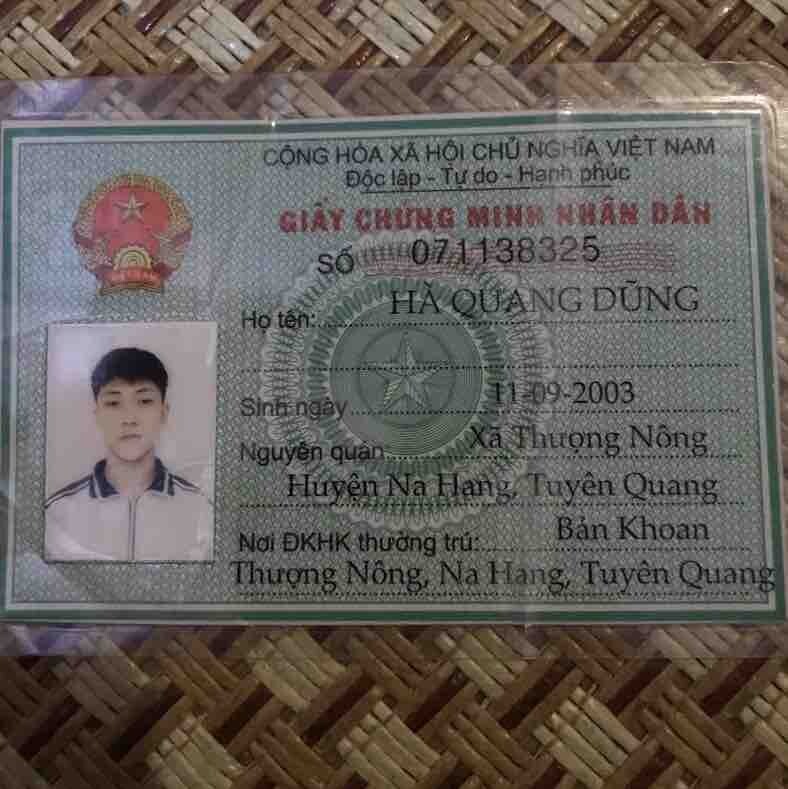 CỘNG HÒA XÃ HỘI CHỦ NGHĨA VIỆT NAM
Độc lập - Tự do - Hạnh phúc
GIẤY CHỨNG MINH NHÂN DÂN
SỐ 071138325
Họ tên: HÀ QUANG DŨNG
Sinh ngày 11-09-2003
Nguyên quán: Xã Thượng Nông
Huyện Na Hang, Tuyên Quang
Nơi ĐKHK thường trú: Bản Khoan
Thượng Nông, Na Hang, Tuyên Quang